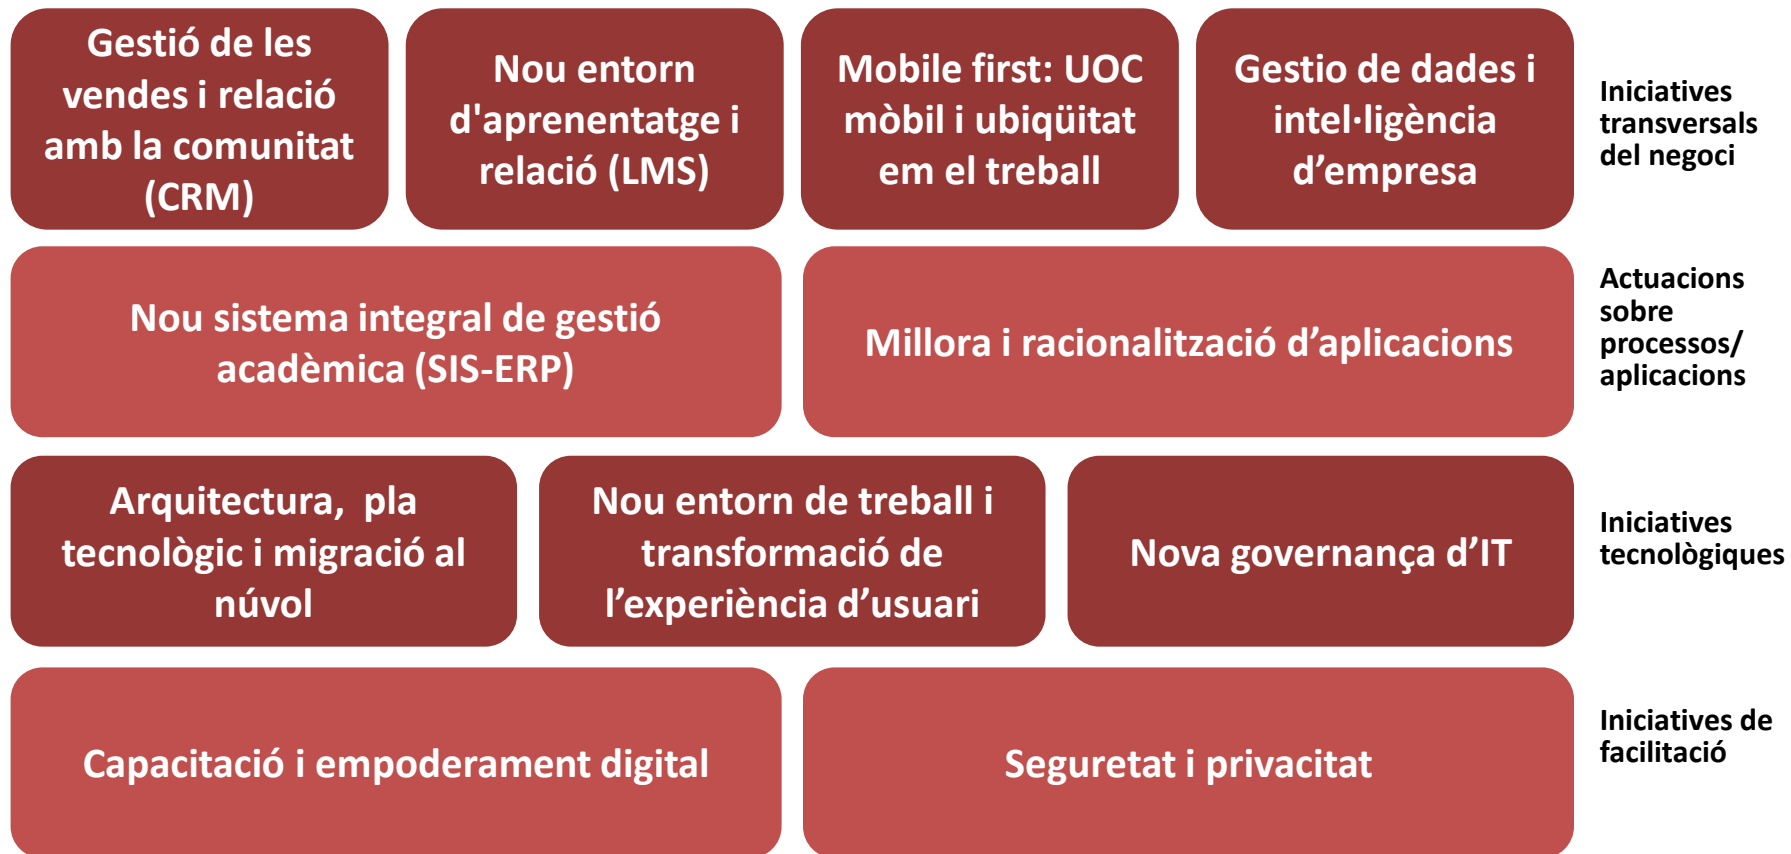 Gestió de les
vendes i relació
amb la comunitat
(CRM)
Nou entorn
d'aprenentatge i
relació (LMS)
Mobile first: UOC
mòbil i ubiqüitat
em el treball
Gestio de dades i
intel·ligència
d’empresa
Iniciatives
transversals
del negoci
Nou sistema integral de gestió
acadèmica (SIS-ERP)
Millora i racionalització d’aplicacions
Actuacions
sobre
processos/
aplicacions
Arquitectura,  pla
tecnològic i migració al
núvol
Nou entorn de treball i
transformació de
l’experiència d’usuari
Nova governança d’IT
Iniciatives
tecnològiques
Capacitació i empoderament digital
Seguretat i privacitat
Iniciatives de
facilitació